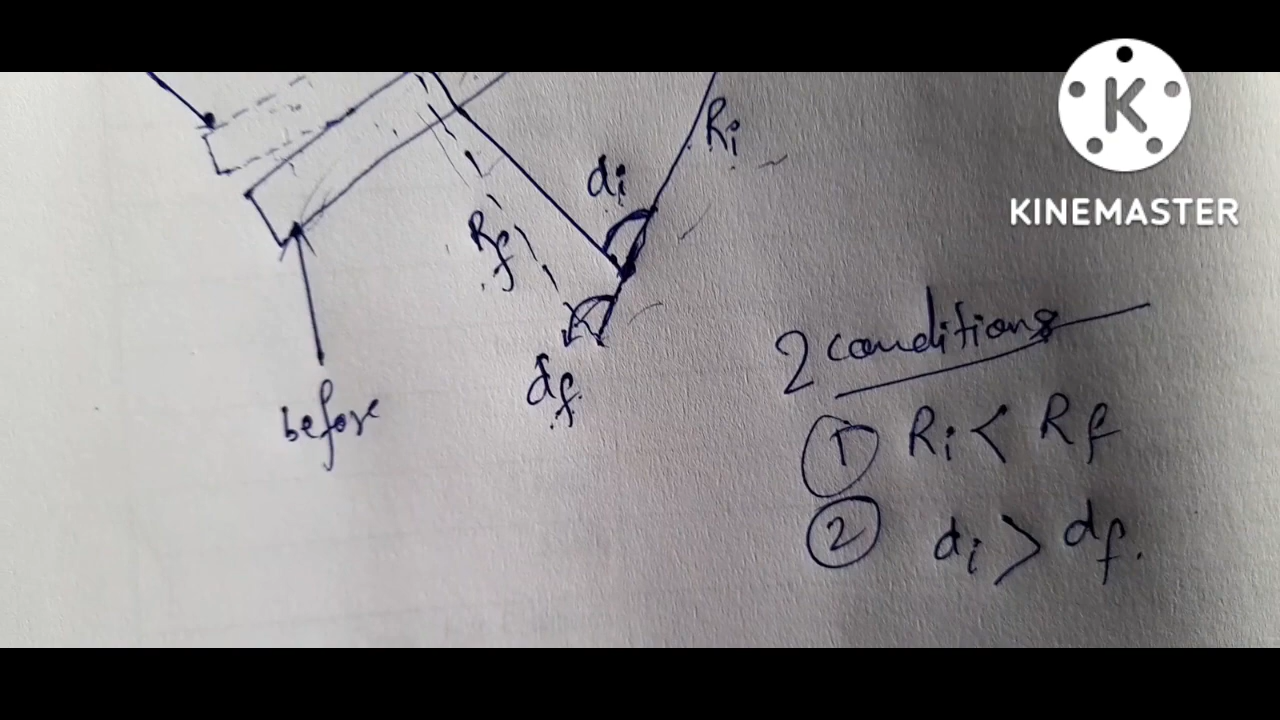 Ri
di
Rf
df
before
2 conditions
① Ri < Rf
② di > df.
K
KINEMASTER